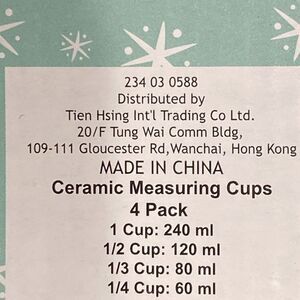 234 03 0588
Distributed by
Tien Hsing Int'l Trading Co Ltd.
20/F Tung Wai Comm Bldg,
109-111 Gloucester Rd,Wanchai, Hong Kong
MADE IN CHINA
Ceramic Measuring Cups
4 Pack
1 Cup: 240 ml
1/2 Cup: 120 ml
1/3 Cup: 80 ml
1/4 Cup: 60 ml